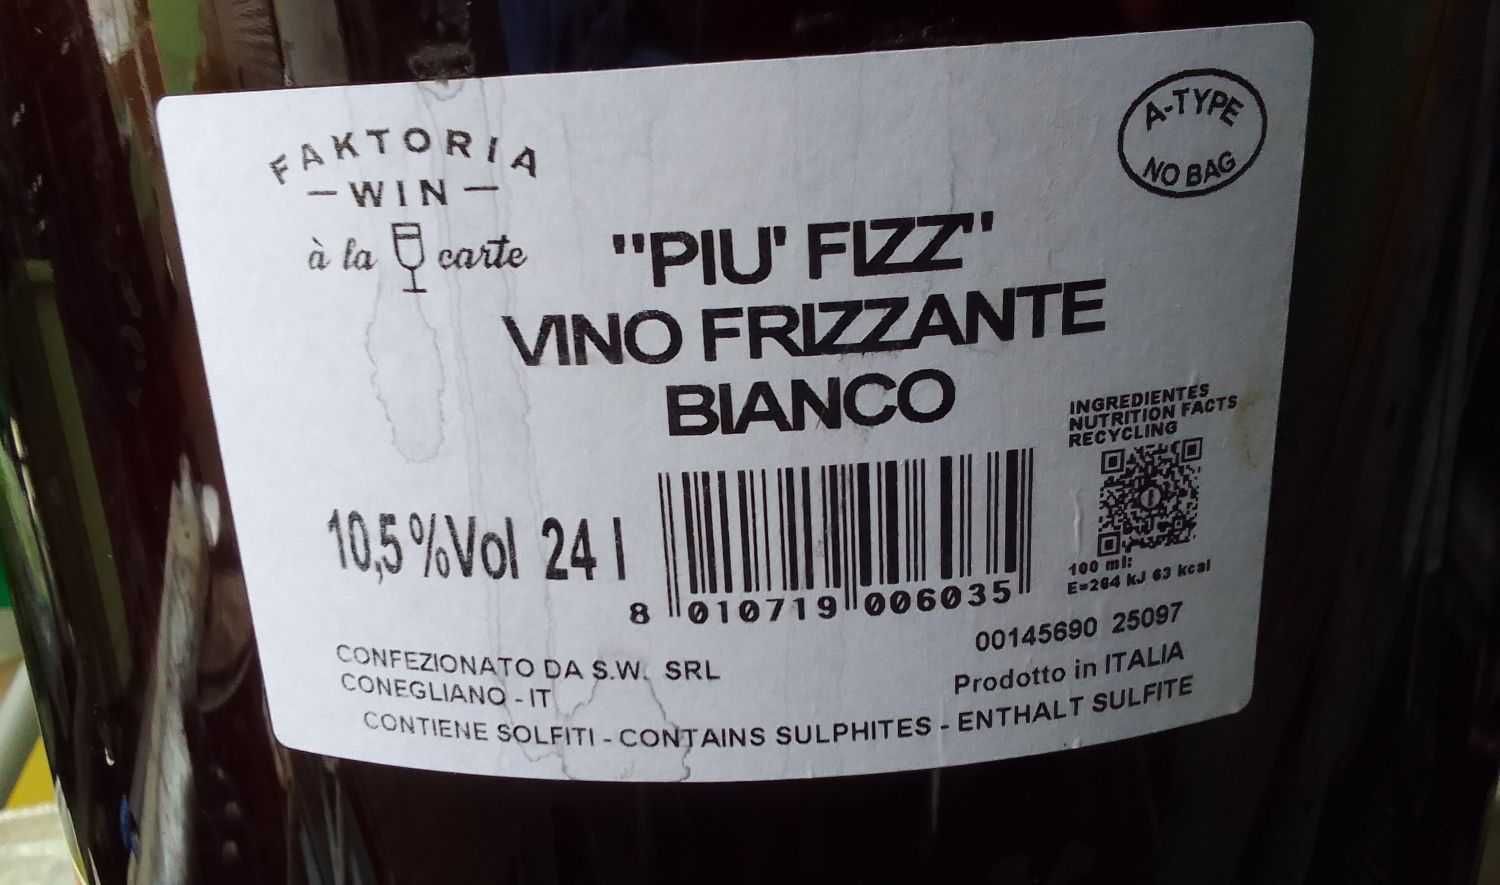 FAKTORIA
— WIN —
à la carte
A-TYPE
NO BAG
"PIU' FIZZ"
VINO FRIZZANTE
BIANCO
INGREDIENTES
NUTRITION FACTS
RECYCLING
100 ml:
E=264 kJ 63 kcal
10,5%Vol 24 l
8 010719 006035
00145690 25097
Prodotto in ITALIA
CONFEZIONATO DA S.W. SRL
CONEGLIANO - IT
CONTIENE SOLFITI - CONTAINS SULPHITES - ENTHALT SULFITE